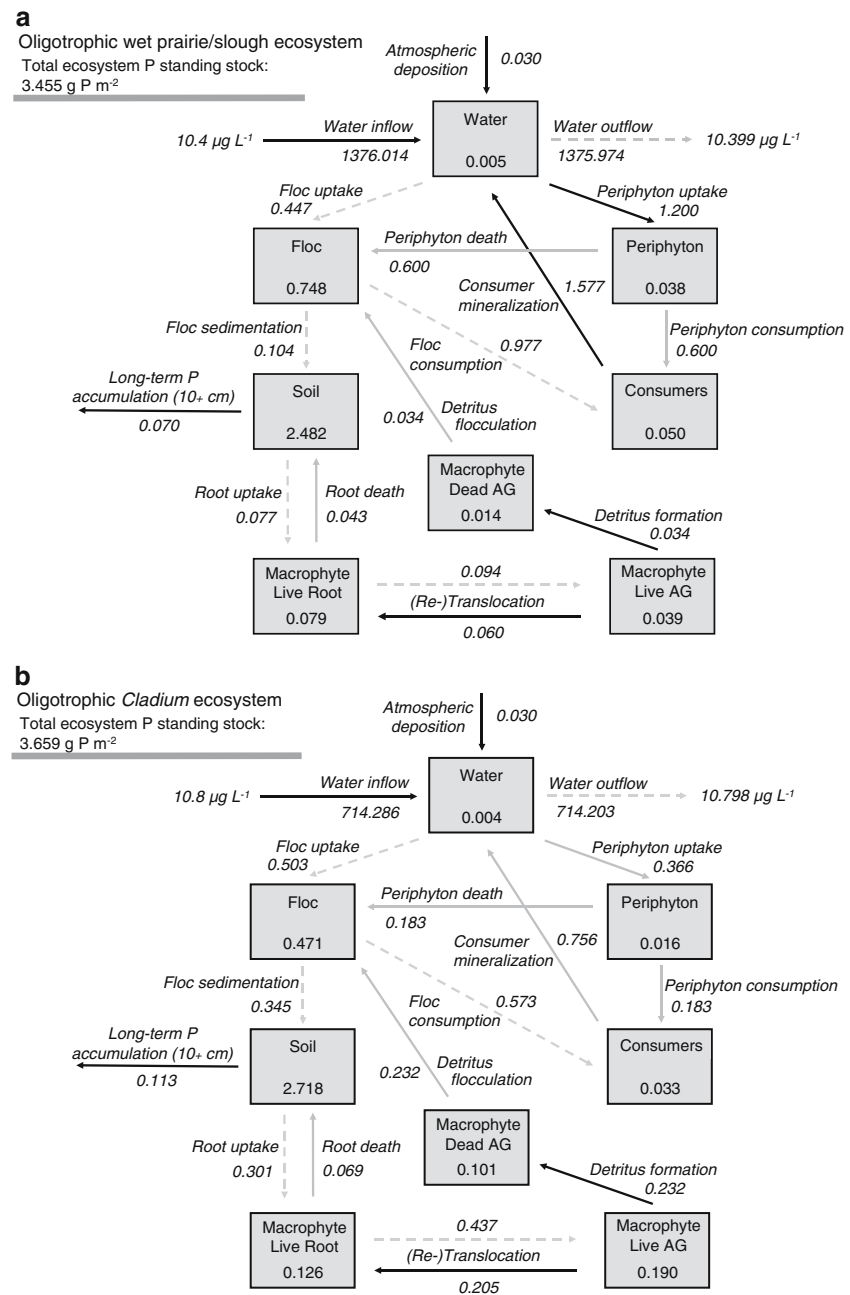 a
Oligotrophic wet prairie/slough ecosystem
Total ecosystem P standing stock:
3.455 g P m-2
Atmospheric
deposition
0.030
Water
0.005
10.4 µg L-1
Water inflow
1376.014
Water outflow
1375.974
10.399 µg L-1
Floc uptake
0.447
Periphyton uptake
1.200
Floc
0.748
Periphyton death
0.600
Periphyton
0.038
Consumer
mineralization
1.577
Floc sedimentation
0.104
Floc
consumption
0.977
Periphyton consumption
0.600
Long-term P
accumulation (10+ cm)
0.070
Soil
2.482
0.034
Detritus
flocculation
Consumers
0.050
Macrophyte
Dead AG
0.014
Root uptake
0.077
Root death
0.043
Detritus formation
0.034
Macrophyte
Live Root
0.079
0.094
(Re-)Translocation
0.060
Macrophyte
Live AG
0.039
b
Oligotrophic Cladium ecosystem
Total ecosystem P standing stock:
3.659 g P m-2
Atmospheric
deposition
0.030
Water
0.004
10.8 µg L-1
Water inflow
714.286
Water outflow
714.203
10.798 µg L-1
Floc uptake
0.503
Periphyton uptake
0.366
Floc
0.471
Periphyton death
0.183
Periphyton
0.016
Consumer
mineralization
0.756
Floc sedimentation
0.345
Floc
consumption
0.573
Periphyton consumption
0.183
Long-term P
accumulation (10+ cm)
0.113
Soil
2.718
0.232
Detritus
flocculation
Consumers
0.033
Macrophyte
Dead AG
0.101
Root uptake
0.301
Root death
0.069
Detritus formation
0.232
Macrophyte
Live Root
0.126
0.437
(Re-)Translocation
0.205
Macrophyte
Live AG
0.190